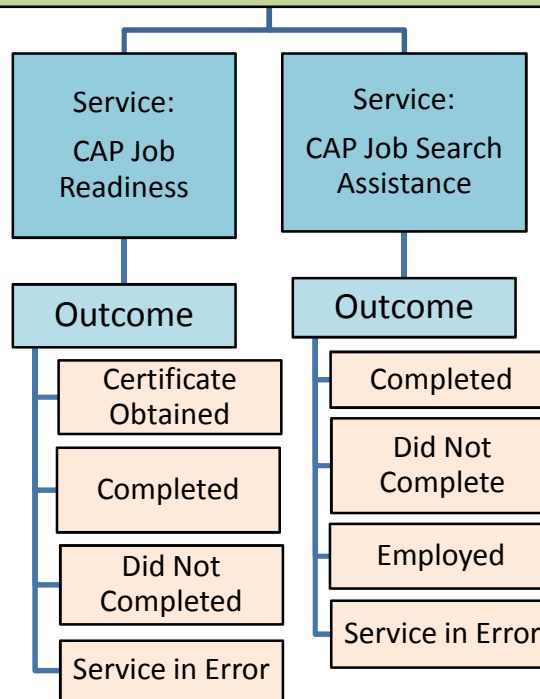 Service:
CAP Job
Readiness
Outcome
Certificate
Obtained
Completed
Did Not
Completed
Service in Error
Service:
CAP Job Search
Assistance
Outcome
Completed
Did Not
Complete
Employed
Service in Error